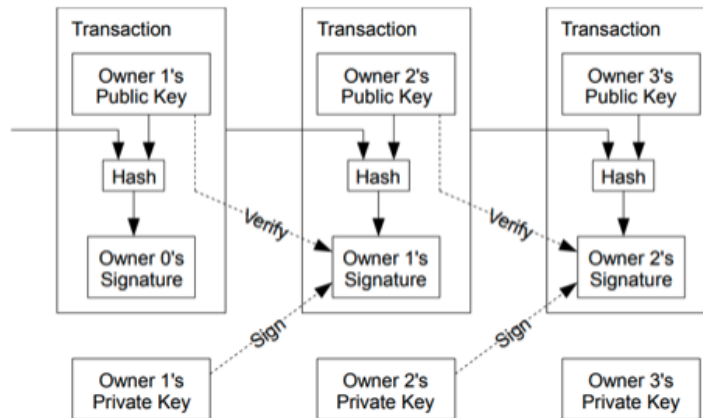 Transaction
Transaction
Transaction
Owner 1's
Public Key
Owner 2's
Public Key
Owner 3's
Public Key
Hash
Hash
Hash
Verify
Verify
Owner 0's
Signature
Owner 1's
Signature
Owner 2's
Signature
Sign
Sign
Owner 1's
Private Key
Owner 2's
Private Key
Owner 3's
Private Key